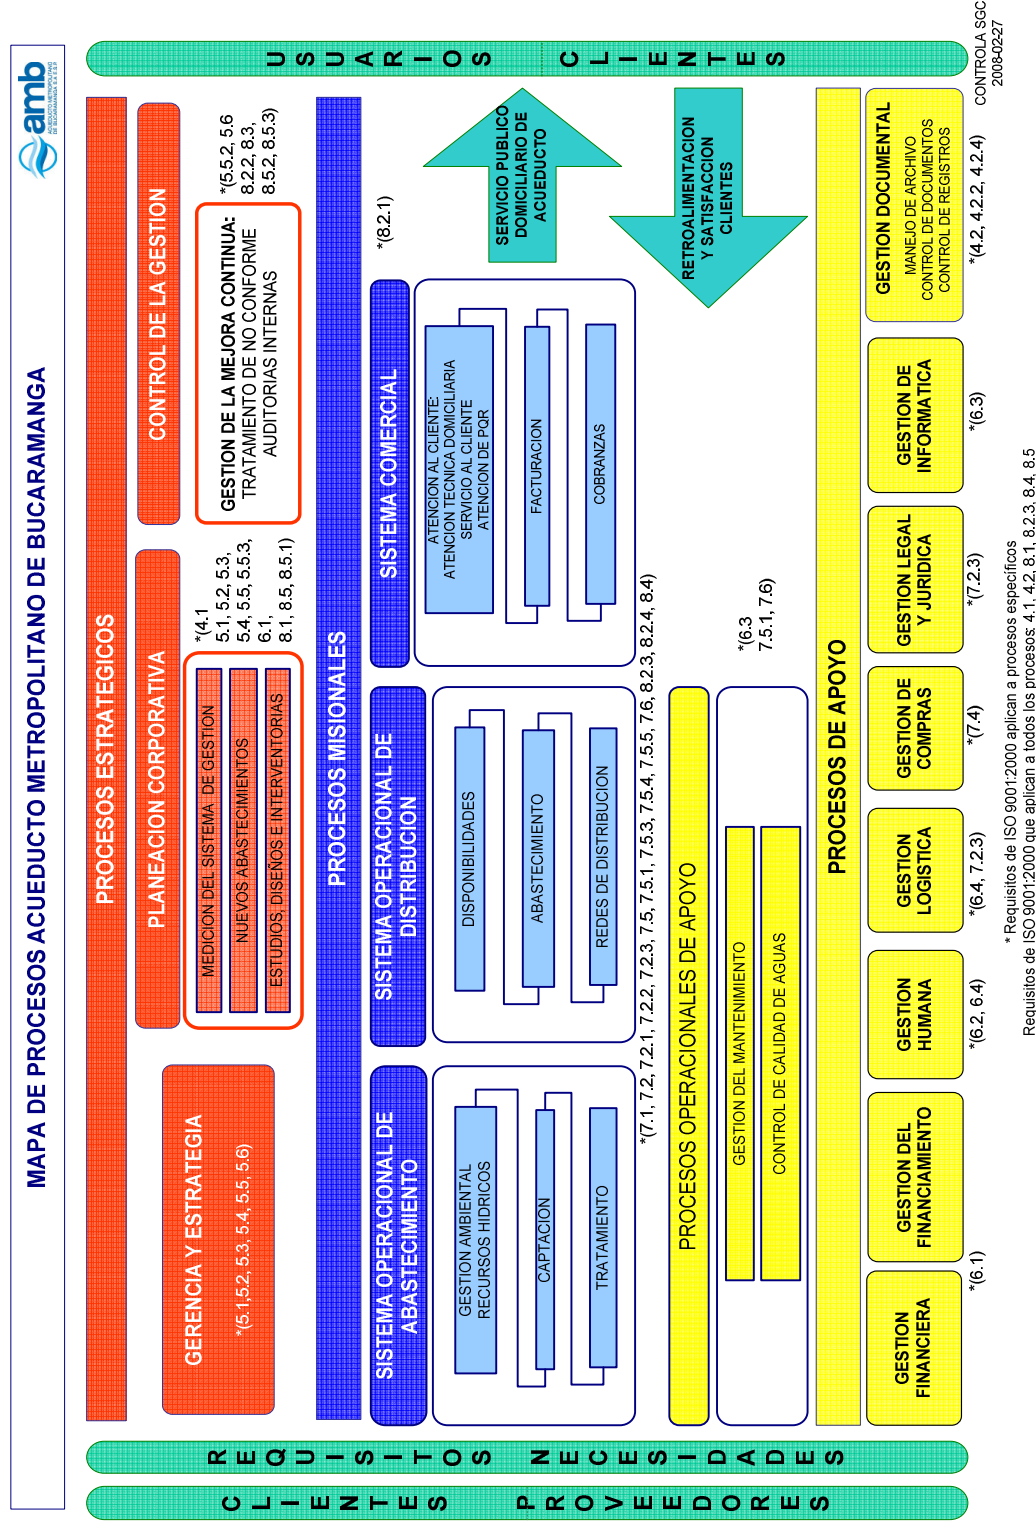 MAPA DE PROCESOS ACUEDUCTO METROPOLITANO DE BUCARAMANGA
amb
ACUEDUCTO METROPOLITANO
DE BUCARAMANGA S.A. E.S.P.
CLIENTES PROVEEDORES
REQUISITOS NECESIDADES
PROCESOS ESTRATEGICOS
GERENCIA Y ESTRATEGIA
*(5.1,5.2, 5.3, 5.4, 5.5, 5.6)
PLANEACION CORPORATIVA
MEDICION DEL SISTEMA DE GESTION
NUEVOS ABASTECIMIENTOS
ESTUDIOS, DISEÑOS E INTERVENTORIAS
*(4.1
5.1, 5.2, 5.3,
5.4, 5.5, 5.5.3,
6.1,
8.1, 8.5, 8.5.1)
CONTROL DE LA GESTION
GESTION DE LA MEJORA CONTINUA:
TRATAMIENTO DE NO CONFORME
AUDITORIAS INTERNAS
*(5.5.2, 5.6
8.2.2, 8.3,
8.5.2, 8.5.3)
PROCESOS MISIONALES
SISTEMA OPERACIONAL DE
ABASTECIMIENTO
GESTION AMBIENTAL
RECURSOS HIDRICOS
CAPTACION
TRATAMIENTO
SISTEMA OPERACIONAL DE
DISTRIBUCION
DISPONIBILIDADES
ABASTECIMIENTO
REDES DE DISTRIBUCION
SISTEMA COMERCIAL
ATENCION AL CLIENTE:
ATENCION TECNICA DOMICILIARIA
SERVICIO AL CLIENTE
ATENCION DE PQR
FACTURACION
COBRANZAS
*(8.2.1)
SERVICIO PUBLICO
DOMICILIARIO DE
ACUEDUCTO
RETROALIMENTACION
Y SATISFACCION
CLIENTES
*(7.1, 7.2, 7.2.1, 7.2.2, 7.2.3, 7.5, 7.5.1, 7.5.3, 7.5.4, 7.5.5, 7.6, 8.2.3, 8.2.4, 8.4)
PROCESOS OPERACIONALES DE APOYO
GESTION DEL MANTENIMIENTO
CONTROL DE CALIDAD DE AGUAS
*(6.3
7.5.1, 7.6)
PROCESOS DE APOYO
GESTION
FINANCIERA
GESTION DEL
FINANCIAMIENTO
*(6.1)
GESTION
HUMANA
*(6.2, 6.4)
GESTION
LOGISTICA
*(6.4, 7.2.3)
GESTION DE
COMPRAS
*(7.4)
GESTION LEGAL
Y JURIDICA
*(7.2.3)
GESTION DE
INFORMATICA
*(6.3)
GESTION DOCUMENTAL
MANEJO DE ARCHIVO
CONTROL DE DOCUMENTOS
CONTROL DE REGISTROS
*(4.2, 4.2.2, 4.2.4)
USUARIOS CLIENTES
CONTROLA SGC
2008-02-27
* Requisitos de ISO 9001:2000 aplican a procesos específicos
Requisitos de ISO 9001:2000 que aplican a todos los procesos: 4.1, 4.2, 8.1, 8.2.3, 8.4, 8.5